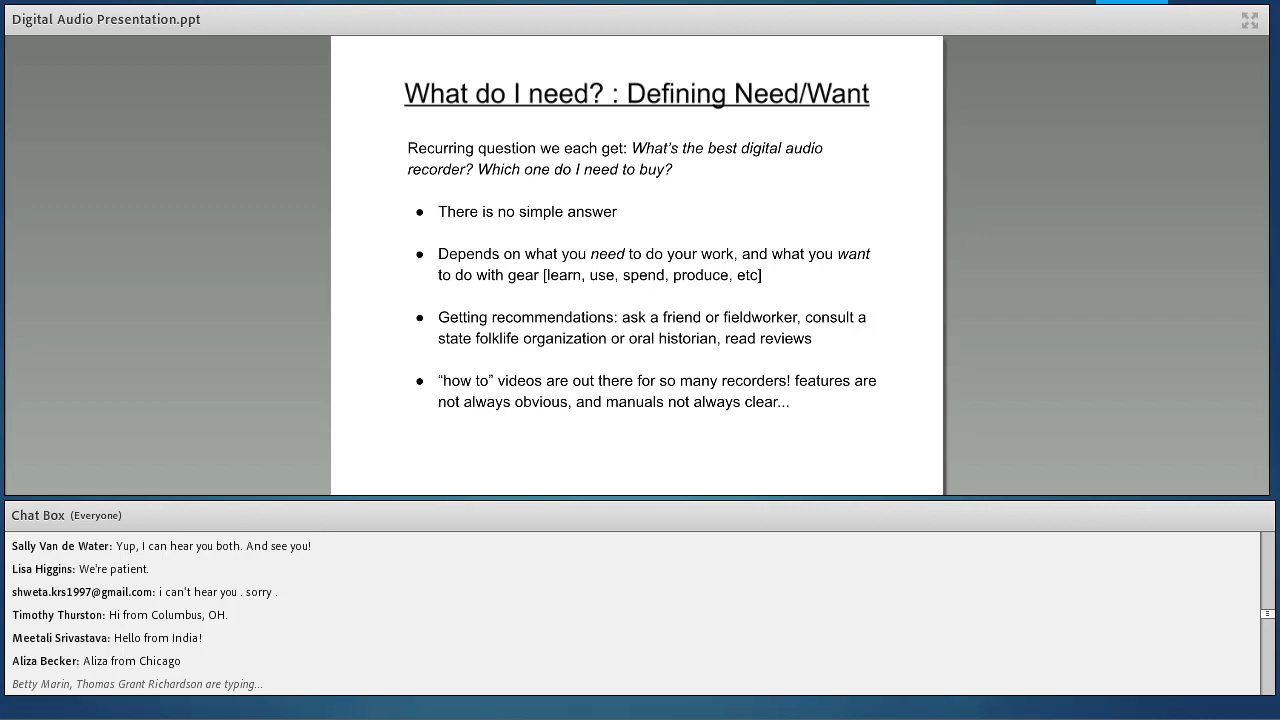 Digital Audio Presentation.ppt
What do I need? : Defining Need/Want
Recurring question we each get: What's the best digital audio
recorder? Which one do I need to buy?
● There is no simple answer
● Depends on what you need to do your work, and what you want
to do with gear [learn, use, spend, produce, etc]
● Getting recommendations: ask a friend or fieldworker, consult a
state folklife organization or oral historian, read reviews
● “how to” videos are out there for so many recorders! features are
not always obvious, and manuals not always clear...
Chat Box (Everyone)
Sally Van de Water: Yup, I can hear you both. And see you!
Lisa Higgins: We're patient.
shweta.krs1997@gmail.com: i can't hear you . sorry .
Timothy Thurston: Hi from Columbus, OH.
Meetali Srivastava: Hello from India!
Aliza Becker: Aliza from Chicago
Betty Marin, Thomas Grant Richardson are typing...